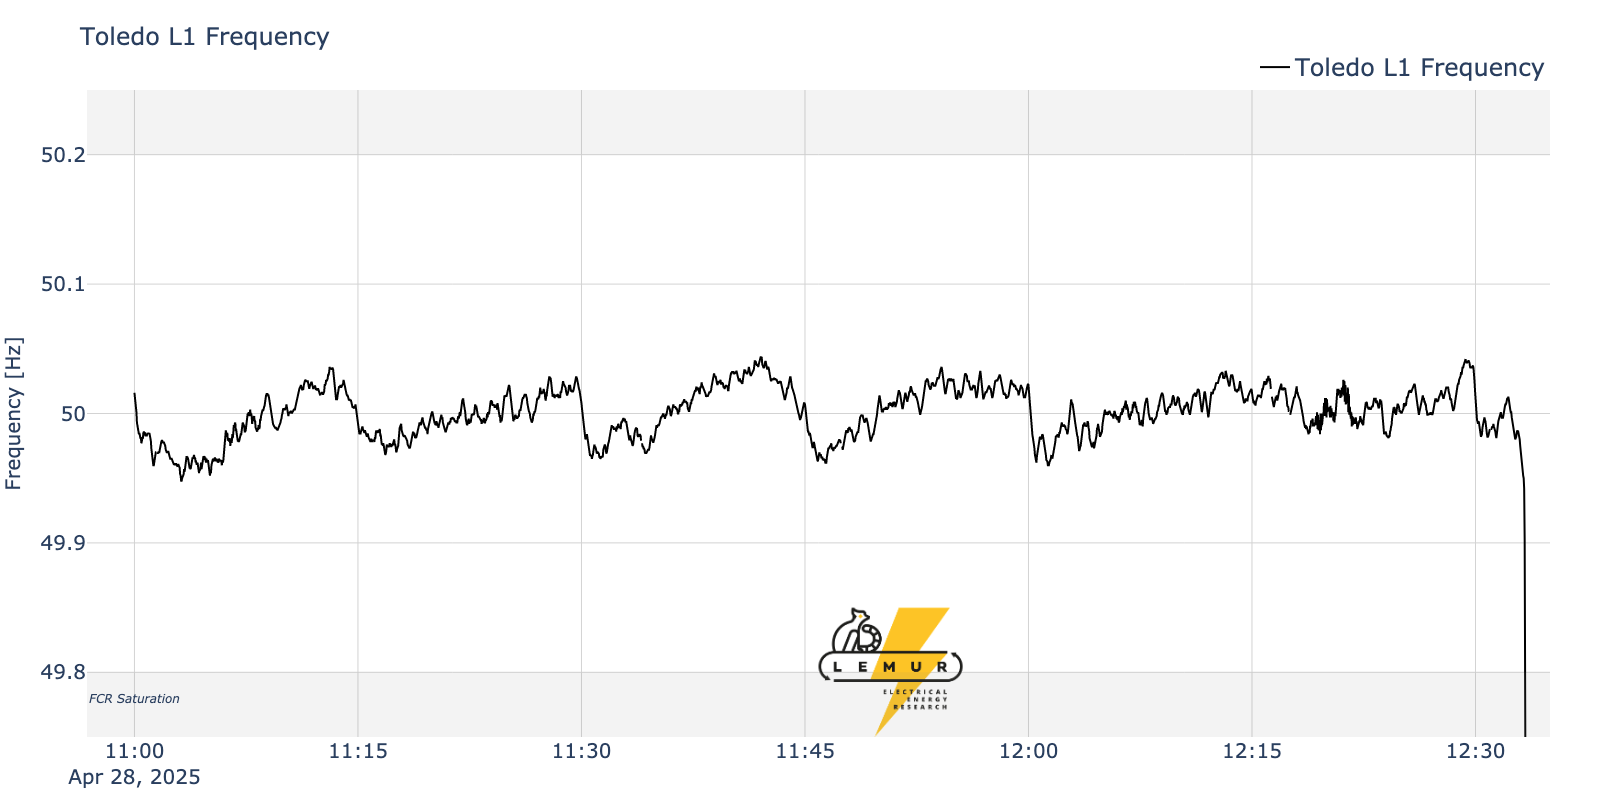 Toledo L1 Frequency
Toledo L1 Frequency
50.2
50.1
50
49.9
49.8
Frequency [Hz]
FCR Saturation
LEMUR
ELECTRICAL
ENERGY
RESEARCH
11:00
11:15
11:30
11:45
12:00
12:15
12:30
Apr 28, 2025